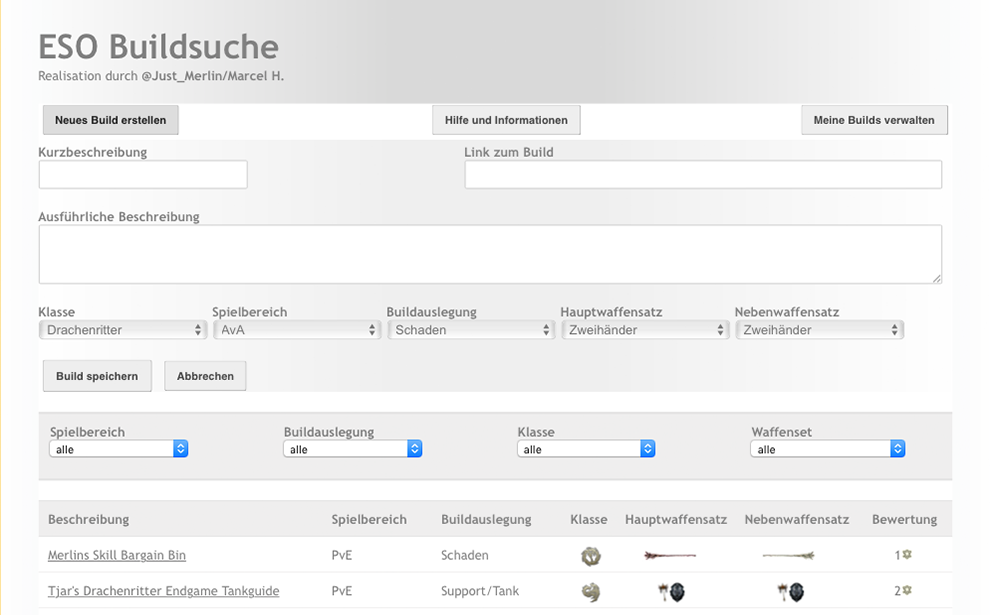 ESO Buildsuche
Realisation durch @Just_Merlin/Marcel H.
Neues Build erstellen Hilfe und Informationen Meine Builds verwalten
Kurzbeschreibung Link zum Build
Ausführliche Beschreibung
Klasse Spielbereich Buildauslegung Hauptwaffensatz Nebenwaffensatz
Drachenritter AvA Schaden Zweihänder Zweihänder
Build speichern Abbrechen
Spielbereich Buildauslegung Klasse Waffenset
alle alle alle alle
Beschreibung Spielbereich Buildauslegung Klasse Hauptwaffensatz Nebenwaffensatz Bewertung
Merlins Skill Bargain Bin PvE Schaden 1
Tjar's Drachenritter Endgame Tankguide PvE Support/Tank 2